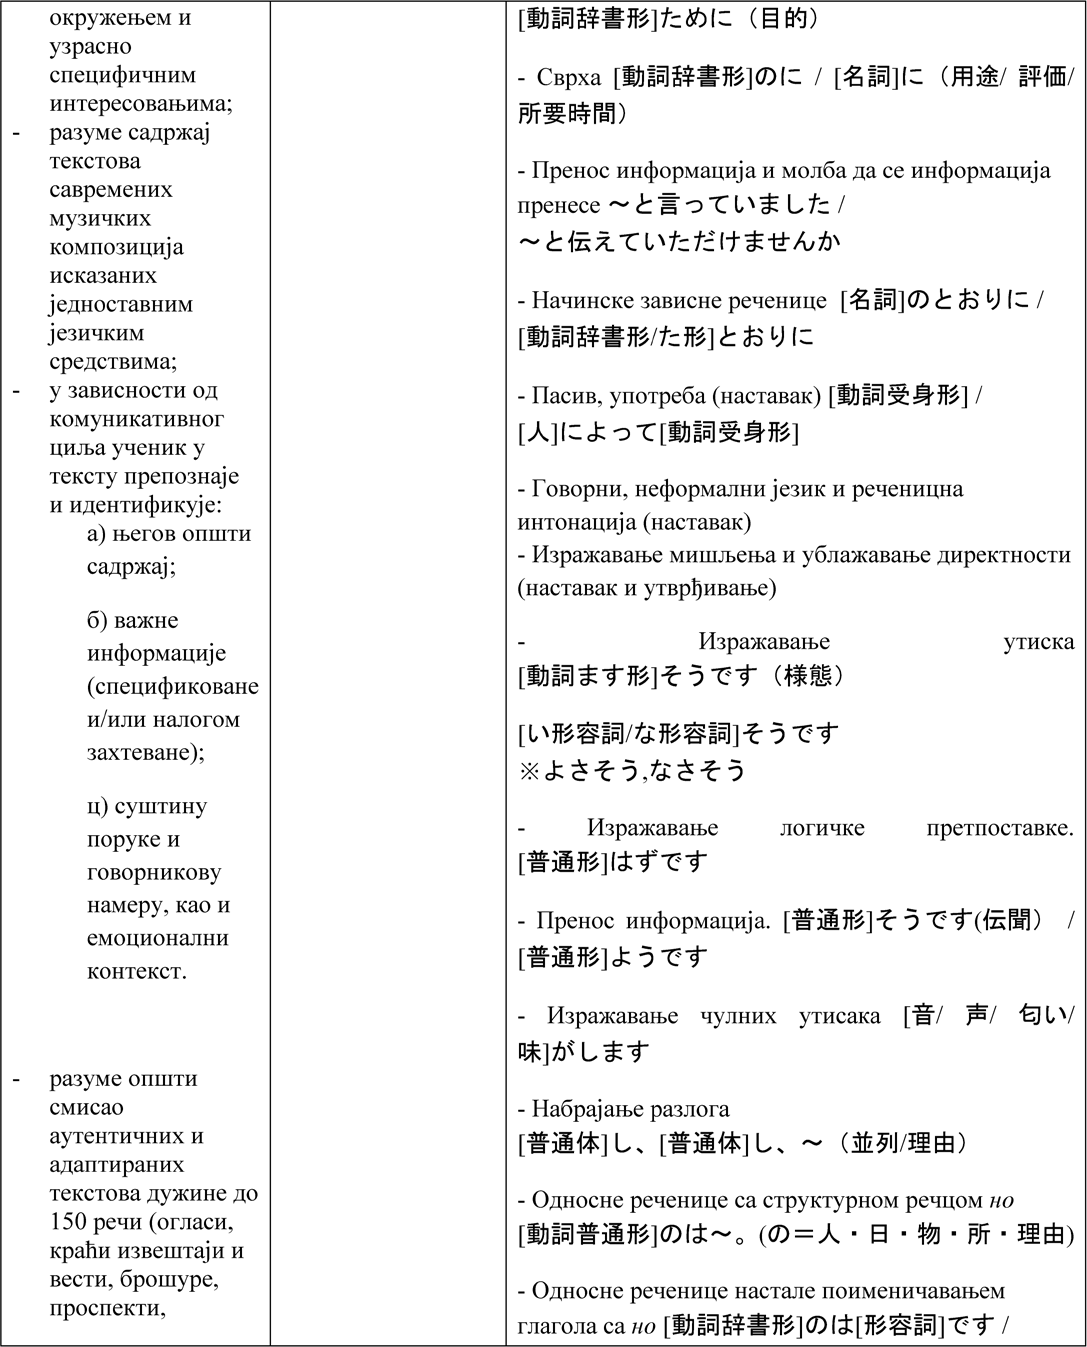 окружењем и
узрасно
специфичним
интересовањима;
- разуме садржај
текстова
савремених
музичких
композиција
исказаних
једноставним
језичким
средствима;
- у зависности од
комуникативног
циља ученик у
тексту препознаје
и идентификује:
а) његов општи
садржај;
б) важне
информације
(спецификоване
и/или налогом
захтеване);
ц) суштину
поруке и
говорникову
намеру, као и
емоционални
контекст.
- разуме општи
смисао
аутентичних и
адаптираних
текстова дужине до
150 речи (огласи,
краћи извештаји и
вести, брошуре,
проспекти,
[動詞辞書形]ために（目的）
- Сврха [動詞辞書形]のに / [名詞]に（用途/ 評価/
所要時間）
- Пренос информација и молба да се информација
пренесе ～と言っていました /
～と伝えていただけませんか
- Начинске зависне реченице [名詞]のとおりに /
[動詞辞書形/た形]とおりに
- Пасив, употреба (наставак) [動詞受身形] /
[人]によって[動詞受身形]
- Говорни, неформални језик и реченична
интонација (наставак)
- Изражавање мишљења и ублажавање директности
(наставак и утврђивање)
- Изражавање утиска
[動詞ます形]そうです（様態）
[い形容詞/な形容詞]そうです
※よさそう,なさそう
- Изражавање логичке претпоставке.
[普通形]はずです
- Пренос информација. [普通形]そうです(伝聞） /
[普通形]ようです
- Изражавање чулних утисака [音/ 声/ 匂い/
味]がします
- Набрајање разлога
[普通体]し、[普通体]し、～（並列/理由）
- Односне реченице са структурном речцом но
[動詞普通形]のは～。(の＝人・日・物・所・理由)
- Односне реченице настале поименичавањем
глагола са но [動詞辞書形]のは[形容詞]です /